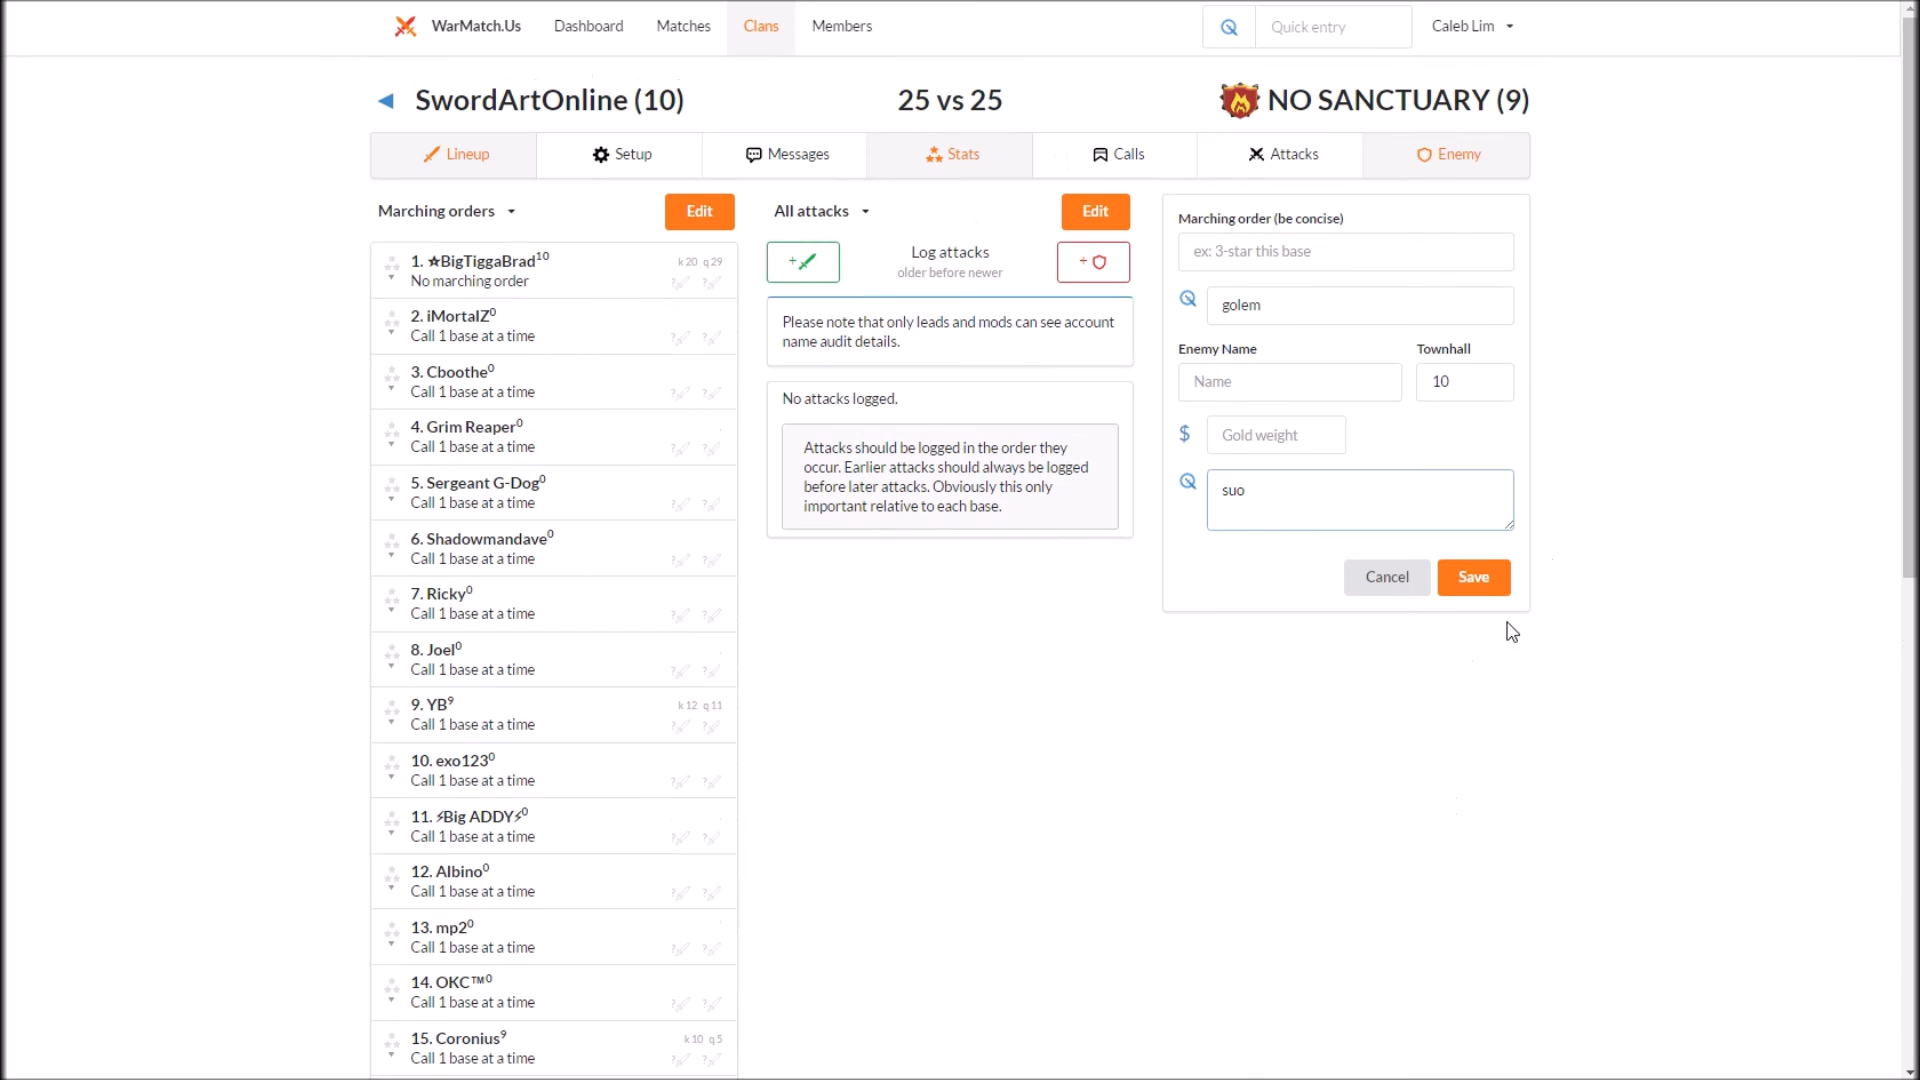 WarMatch.Us Dashboard Matches Clans Members Quick entry Caleb Lim
SwordArtOnline (10) 25 vs 25 NO SANCTUARY (9)
Lineup Setup Messages Stats Calls Attacks Enemy
Marching orders Edit
1. ☆BigTiggaBrad10 k 20 q 29
No marching order
2. iMortalZ0
Call 1 base at a time
3. Cboothe0
Call 1 base at a time
4. Grim Reaper0
Call 1 base at a time
5. Sergeant G-Dog0
Call 1 base at a time
6. Shadowmandave0
Call 1 base at a time
7. Ricky0
Call 1 base at a time
8. Joel0
Call 1 base at a time
9. YB9 k 12 q 11
Call 1 base at a time
10. exo1230
Call 1 base at a time
11. ⚡Big ADDY⚡0
Call 1 base at a time
12. Albino0
Call 1 base at a time
13. mp20
Call 1 base at a time
14. OKC™0
Call 1 base at a time
15. Coronius9 k 10 q 5
Call 1 base at a time
All attacks Edit
Log attacks
older before newer
Please note that only leads and mods can see account
name audit details.
No attacks logged.
Attacks should be logged in the order they
occur. Earlier attacks should always be logged
before later attacks. Obviously this only
important relative to each base.
Marching order (be concise)
ex: 3-star this base
golem
Enemy Name Townhall
Name 10
$ Gold weight
suo
Cancel Save